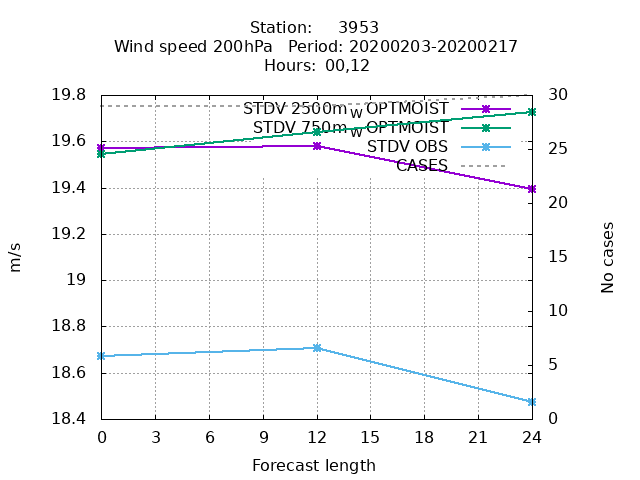 Station:     3953
Wind speed 200hPa   Period: 20200203-20200217
Hours: 00,12
19.8
19.6
19.4
19.2
19
18.8
18.6
18.4
30
25
20
15
10
5
0
STDV 2500m_W OPTMOIST
STDV 750m_W OPTMOIST
STDV OBS
CASES
m/s
No cases
0 3 6 9 12 15 18 21 24
Forecast length